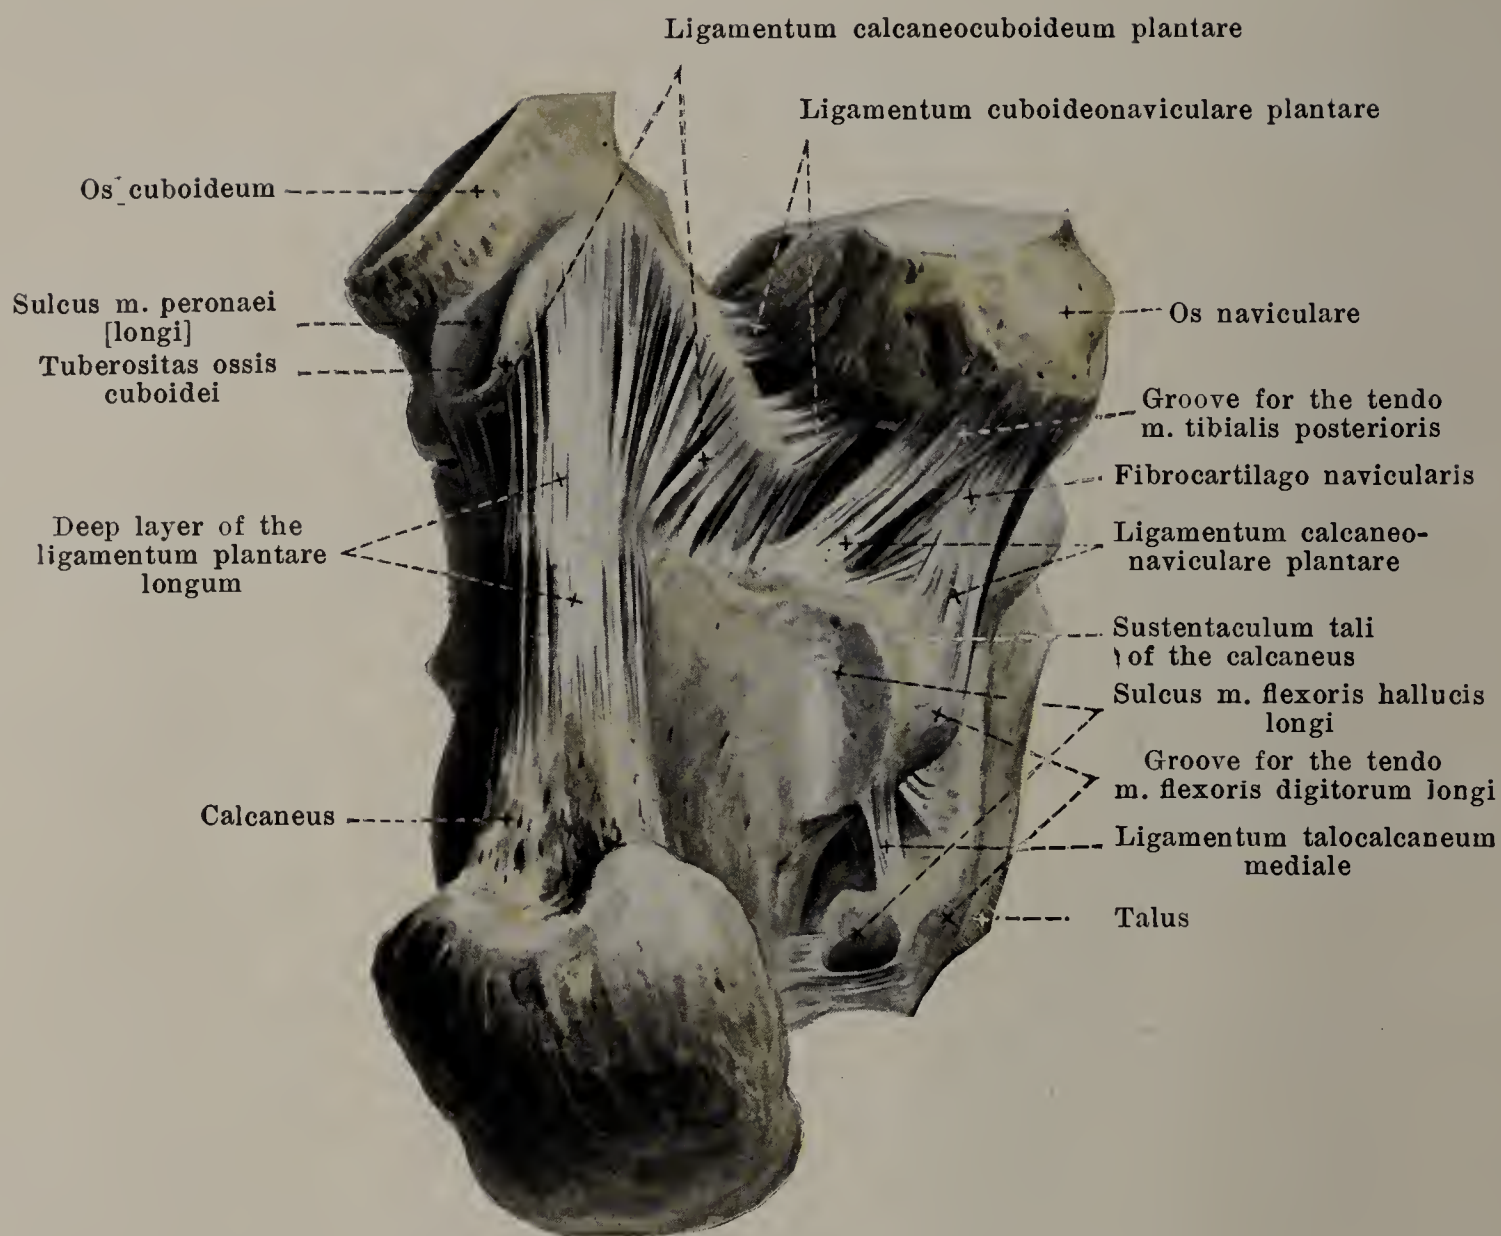 Ligamentum calcaneocuboideum plantare
Ligamentum cuboideonaviculare plantare
Os cuboideum
Sulcus m. peronaei
[longi]
Tuberositas ossis
cuboidei
Deep layer of the
ligamentum plantare
longum
Calcaneus
Os naviculare
Groove for the tendo
m. tibialis posterioris
Fibrocartilago navicularis
Ligamentum calcaneo-
naviculare plantare
Sustentaculum tali
of the calcaneus
Sulcus m. flexoris hallucis
longi
Groove for the tendo
m. flexoris digitorum longi
Ligamentum talocalcaneum
mediale
Talus